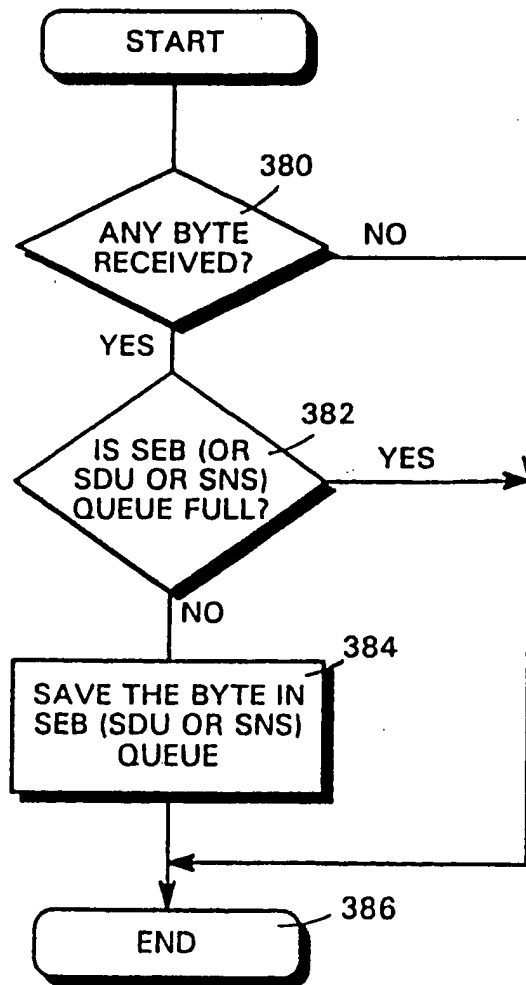 START
380
ANY BYTE
RECEIVED?
NO
YES
382
IS SEB (OR
SDU OR SNS)
QUEUE FULL?
YES
NO
384
SAVE THE BYTE IN
SEB (SDU OR SNS)
QUEUE
386
END